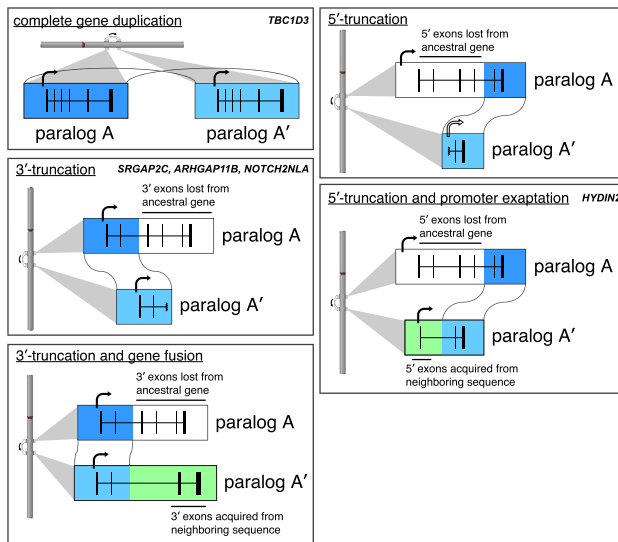 complete gene duplication
TBC1D3
paralog A
paralog A′
3′-truncation
SRGAP2C, ARHGAP11B, NOTCH2NLA
3′ exons lost from
ancestral gene
paralog A
paralog A′
3′-truncation and gene fusion
3′ exons lost from
ancestral gene
paralog A
paralog A′
3′ exons acquired from
neighboring sequence
5′-truncation
5′ exons lost from
ancestral gene
paralog A
paralog A′
5′-truncation and promoter exaptation
HYDIN2
5′ exons lost from
ancestral gene
paralog A
paralog A′
5′ exons acquired from
neighboring sequence